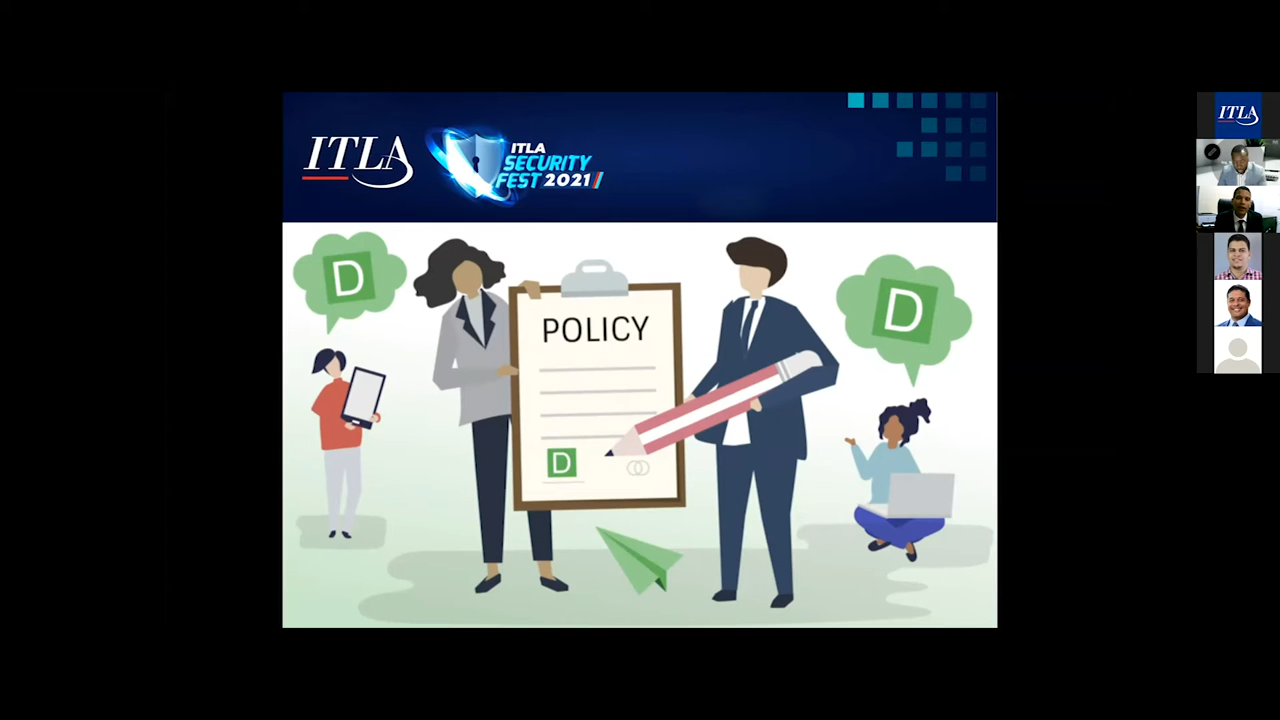 ITLA
ITLA
SECURITY
FEST 2021
ITLA
D
D
POLICY
D